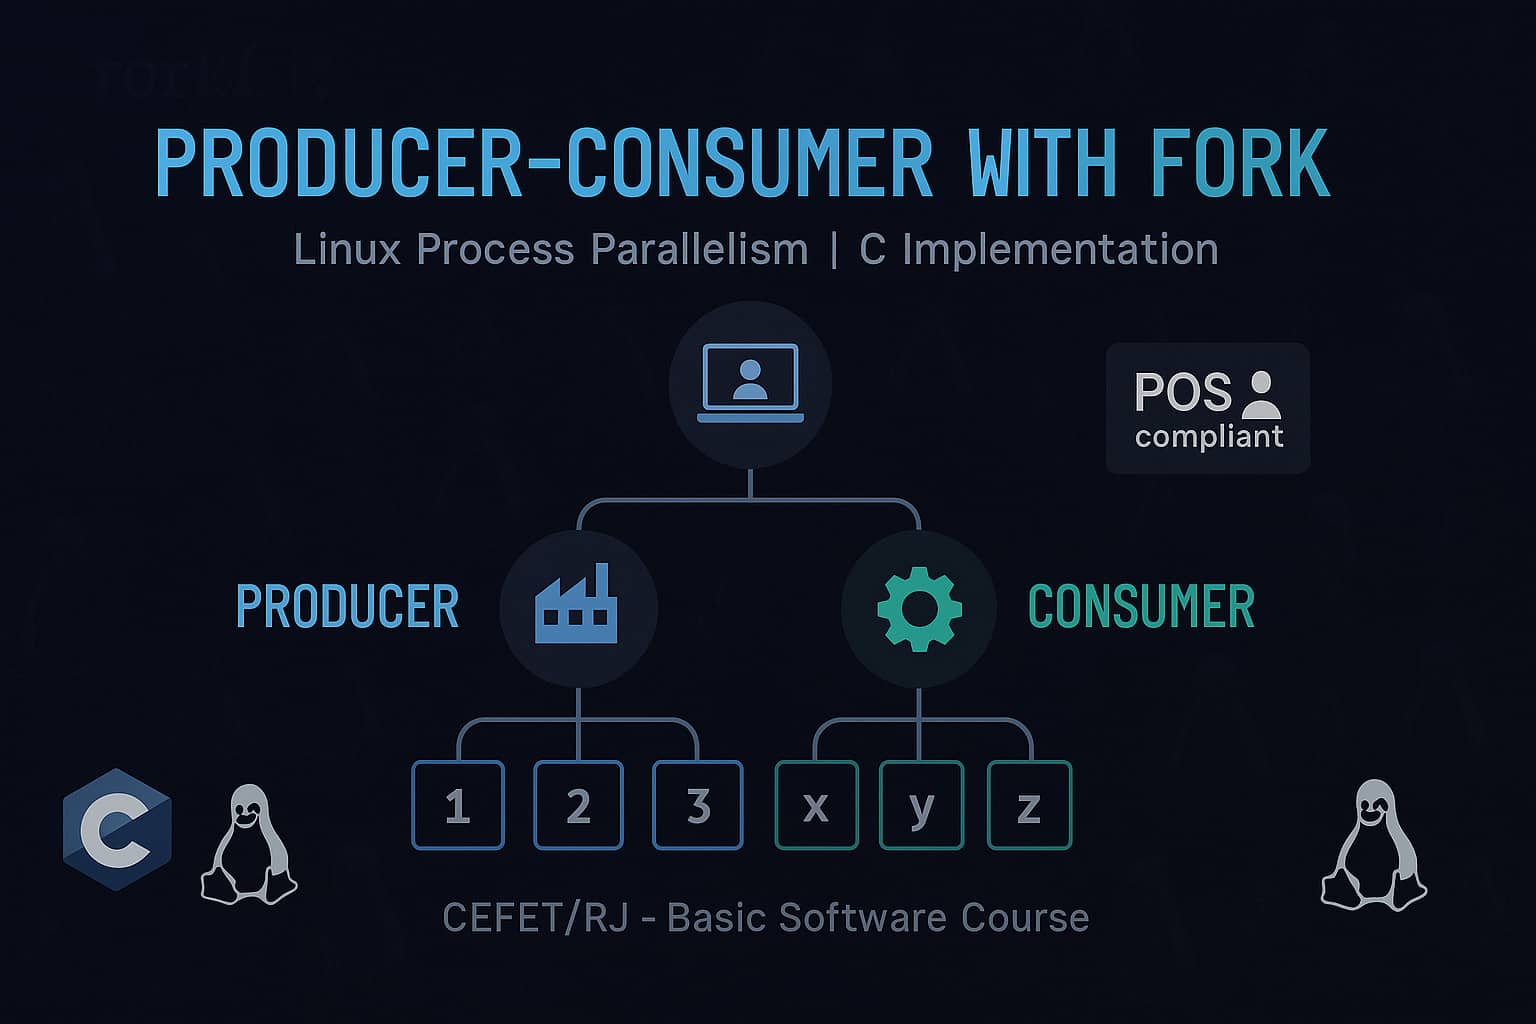 PRODUCER-CONSUMER WITH FORK
Linux Process Parallelism | C Implementation
POS
compliant
PRODUCER
CONSUMER
1 2 3 x y z
C
CEFET/RJ - Basic Software Course